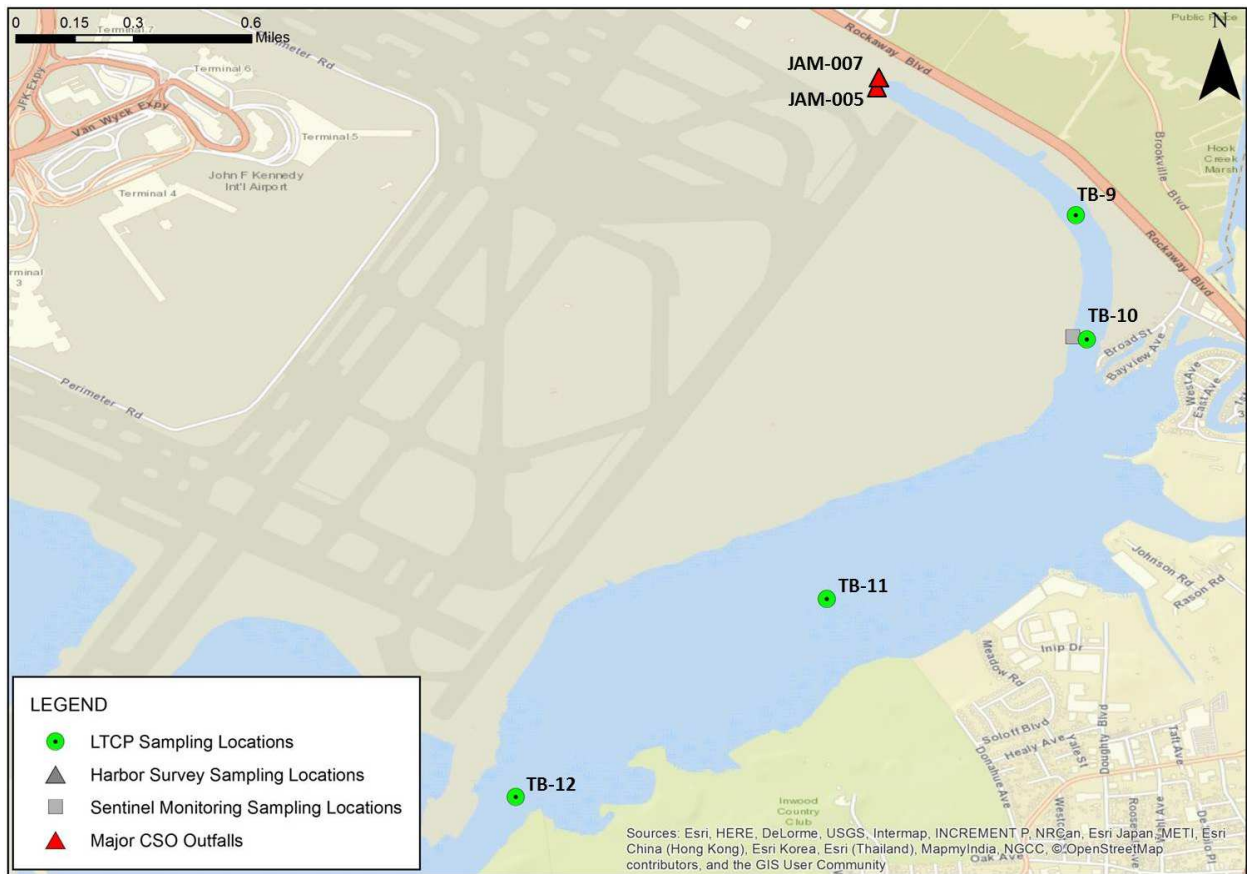 0 0.15 0.3 0.6
Miles
Terminal 7
Perimeter Rd
Terminal 6
JFK Expy
Van Wyck Expy
Terminal 5
John F Kennedy
Int'l Airport
Terminal 4
3
Perimeter Rd
Public Place
N
Rockaway Blvd
JAM-007
JAM-005
Brookville Blvd
Hook
Creek
Marsh
TB-9
Rockaway Blvd
TB-10
Broad St
Bayview Ave
West Ave
East Ave
TB-11
Johnson Rd
Rason Rd
Inip Dr
Meadow Rd
Soloff Blvd
Healy Ave
Yale St
Doughty Blvd
Taft Ave
Donahue Ave
TB-12
Inwood
Country
Club
Oak Ave
LEGEND
LTCP Sampling Locations
Harbor Survey Sampling Locations
Sentinel Monitoring Sampling Locations
Major CSO Outfalls
Sources: Esri, HERE, DeLorme, USGS, Intermap, INCREMENT P, NRCan, Esri Japan, METI, Esri
China (Hong Kong), Esri Korea, Esri (Thailand), MapmyIndia, NGCC, © OpenStreetMap
contributors, and the GIS User Community